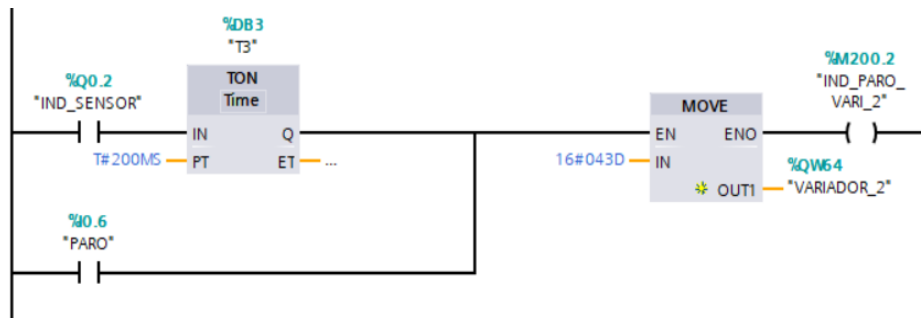 %DB3
"T3"
%Q0.2
"IND_SENSOR"
TON
Time
IN
Q
T#200MS
PT
ET
...
%I0.6
"PARO"
MOVE
EN
ENO
16#043D
IN
OUT1
%M200.2
"IND_PARO_
VARI_2"
%QW64
"VARIADOR_2"